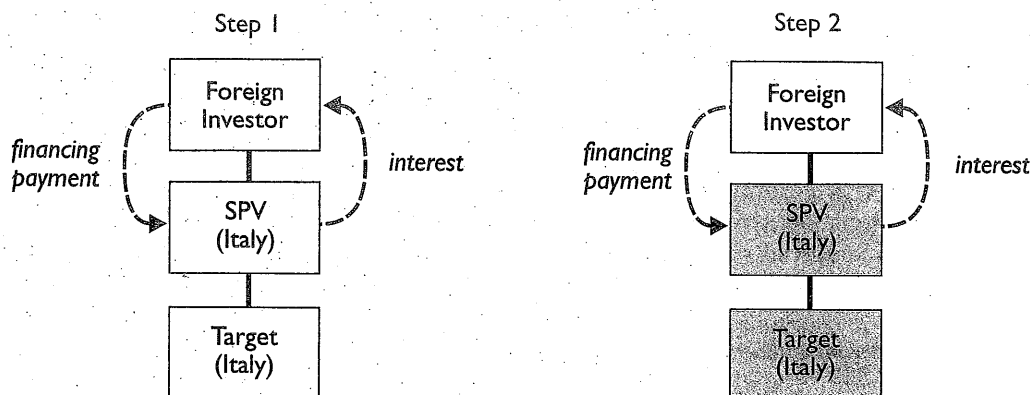 Step 1
Foreign
Investor
financing
payment
interest
SPV
(Italy)
Target
(Italy)
Step 2
Foreign
Investor
financing
payment
interest
SPV
(Italy)
Target
(Italy)